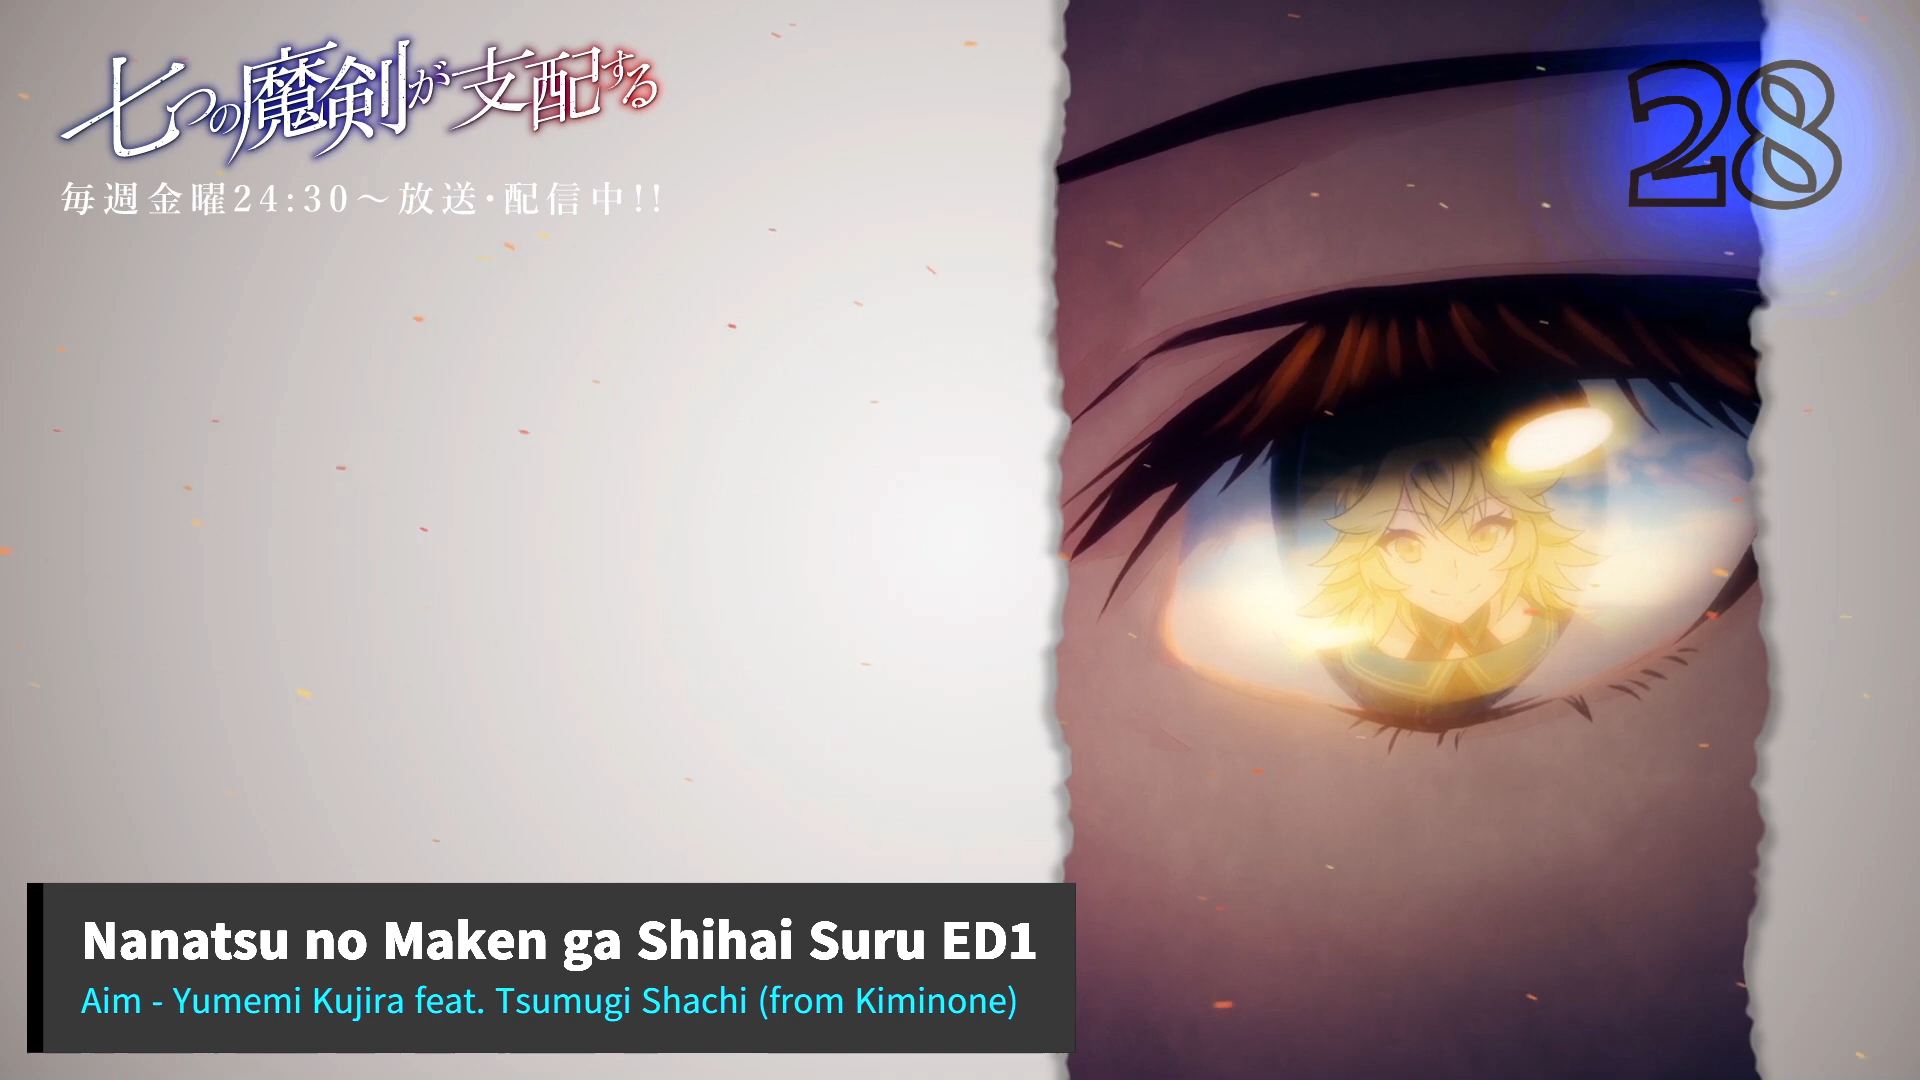 七つの魔剣が支配する
毎週金曜24:30～放送・配信中!!
28
Nanatsu no Maken ga Shihai Suru ED1
Aim - Yumemi Kujira feat. Tsumugi Shachi (from Kiminone)